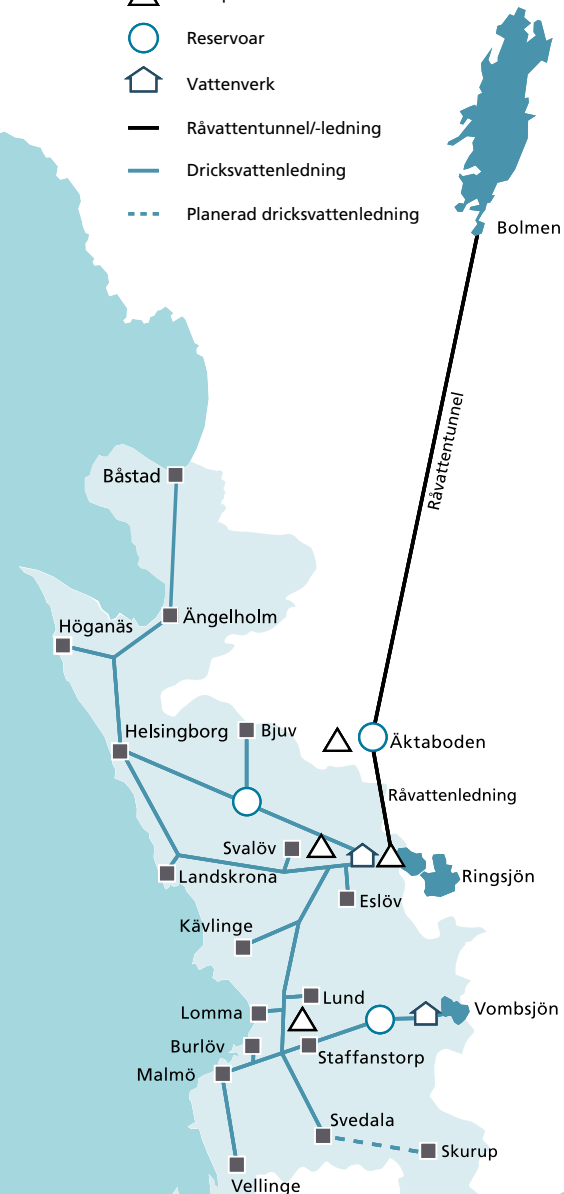 Reservoar
Vattenverk
Råvattentunnel/-ledning
Dricksvattenledning
Planerad dricksvattenledning
Bolmen
Råvattentunnel
Båstad
Ängelholm
Höganäs
Helsingborg
Bjuv
Äktaboden
Råvattenledning
Svalöv
Landskrona
Ringsjön
Eslöv
Kävlinge
Lund
Lomma
Vombsjön
Burlöv
Staffanstorp
Malmö
Svedala
Skurup
Vellinge